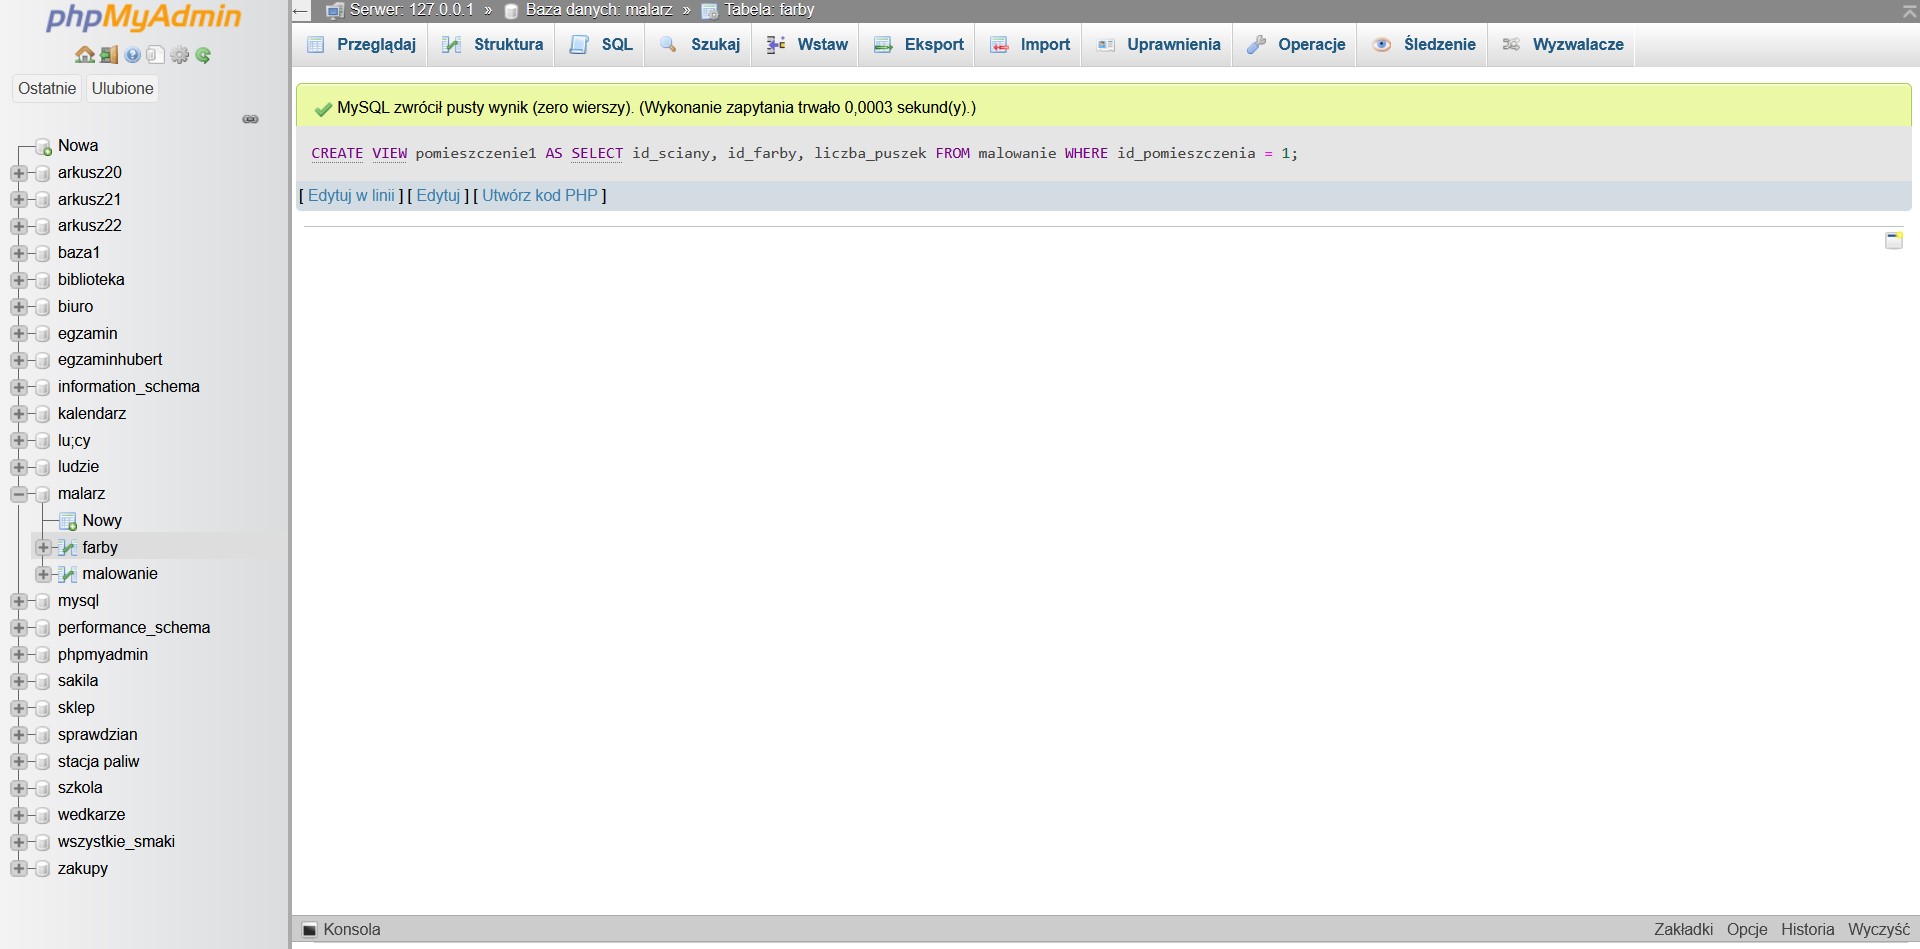 phpMyAdmin
Ostatnie Ulubione
Nowa
arkusz20
arkusz21
arkusz22
baza1
biblioteka
biuro
egzamin
egzaminhubert
information_schema
kalendarz
lu;cy
ludzie
malarz
Nowy
farby
malowanie
mysql
performance_schema
phpmyadmin
sakila
sklep
sprawdzian
stacja paliw
szkola
wedkarze
wszystkie_smaki
zakupy
Serwer: 127.0.0.1 » Baza danych: malarz » Tabela: farby
Przeglądaj Struktura SQL Szukaj Wstaw Eksport Import Uprawnienia Operacje Śledzenie Wyzwalacze
MySQL zwrócił pusty wynik (zero wierszy). (Wykonanie zapytania trwało 0,0003 sekund(y).)
CREATE VIEW pomieszczenie1 AS SELECT id_sciany, id_farby, liczba_puszek FROM malowanie WHERE id_pomieszczenia = 1;
[ Edytuj w linii ] [ Edytuj ] [ Utwórz kod PHP ]
Konsola
Zakładki Opcje Historia Wyczyść